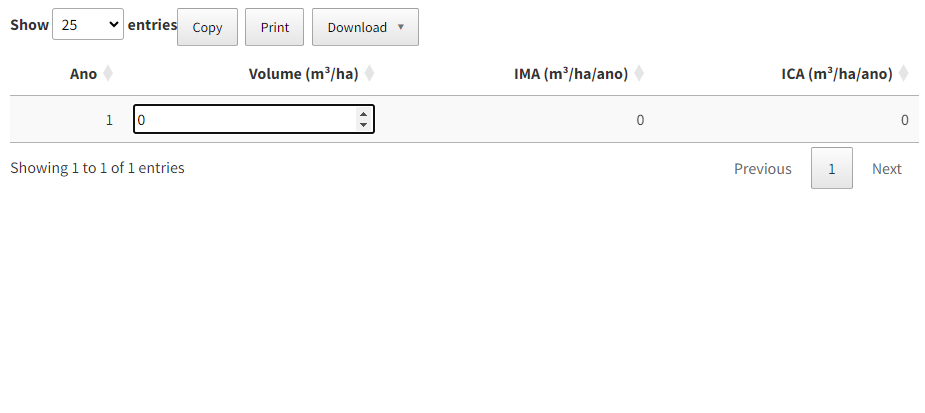 Show 25 entries Copy Print Download
Ano Volume (m³/ha) IMA (m³/ha/ano) ICA (m³/ha/ano)
1 0 0 0
Showing 1 to 1 of 1 entries Previous 1 Next